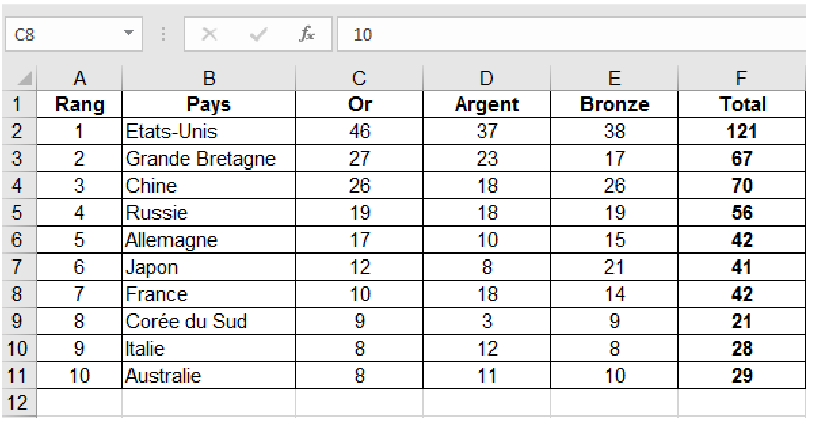 C8 fx 10
A B C D E F
1 Rang Pays Or Argent Bronze Total
2 1 Etats-Unis 46 37 38 121
3 2 Grande Bretagne 27 23 17 67
4 3 Chine 26 18 26 70
5 4 Russie 19 18 19 56
6 5 Allemagne 17 10 15 42
7 6 Japon 12 8 21 41
8 7 France 10 18 14 42
9 8 Corée du Sud 9 3 9 21
10 9 Italie 8 12 8 28
11 10 Australie 8 11 10 29
12